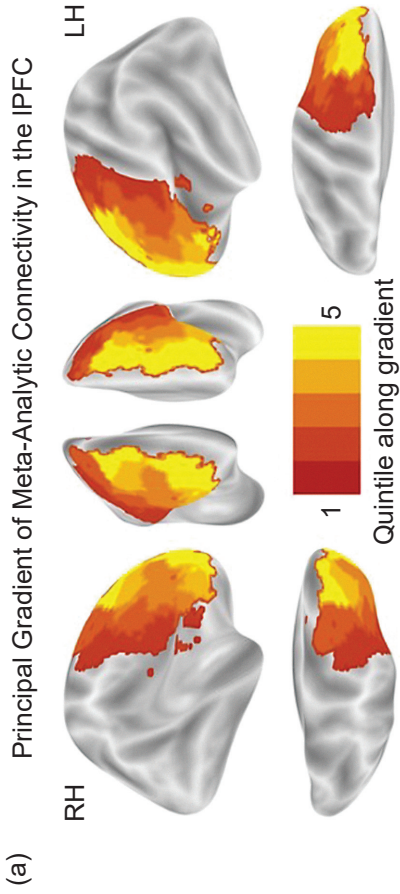 (a) Principal Gradient of Meta-Analytic Connectivity in the lPFC
RH
LH
1
5
Quintile along gradient